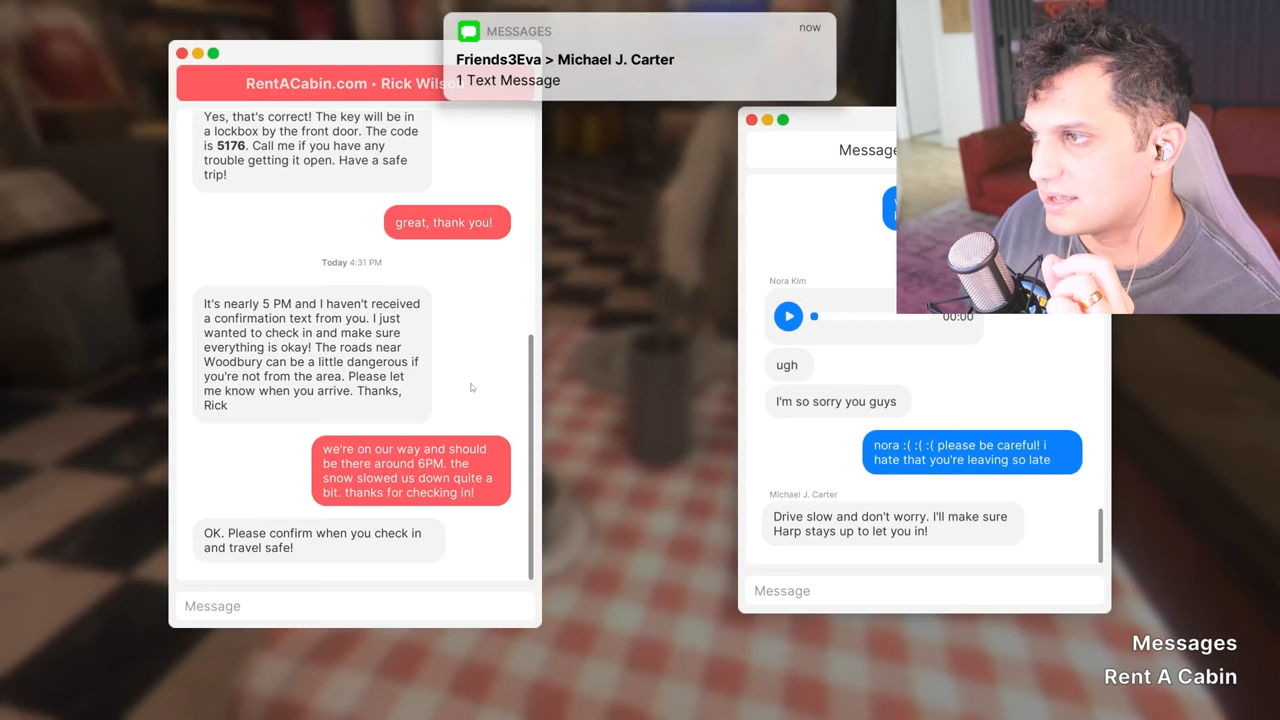 MESSAGES
now
Friends3Eva > Michael J. Carter
1 Text Message
RentACabin.com ‣ Rick
Yes, that's correct! The key will be in
a lockbox by the front door. The code
is 5176. Call me if you have any
trouble getting it open. Have a safe
trip!
great, thank you!
Today 4:31 PM
It's nearly 5 PM and I haven't received
a confirmation text from you. I just
wanted to check in and make sure
everything is okay! The roads near
Woodbury can be a little dangerous if
you're not from the area. Please let
me know when you arrive. Thanks,
Rick
we're on our way and should
be there around 6PM. the
snow slowed us down quite a
bit. thanks for checking in!
OK. Please confirm when you check in
and travel safe!
Message
Nora Kim
00:00
ugh
I'm so sorry you guys
nora :( :( :( please be careful! i
hate that you're leaving so late
Michael J. Carter
Drive slow and don't worry. I'll make sure
Harp stays up to let you in!
Message
Messages
Rent A Cabin